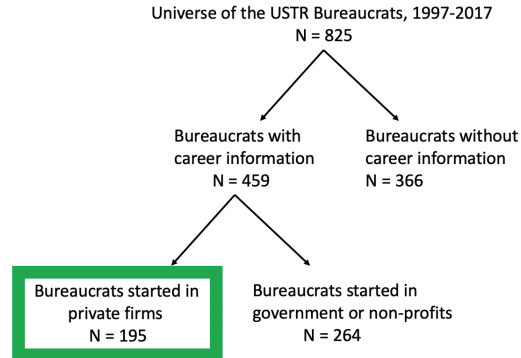 Universe of the USTR Bureaucrats, 1997-2017
N = 825
Bureaucrats with
career information
N = 459
Bureaucrats without
career information
N = 366
Bureaucrats started in
private firms
N = 195
Bureaucrats started in
government or non-profits
N = 264